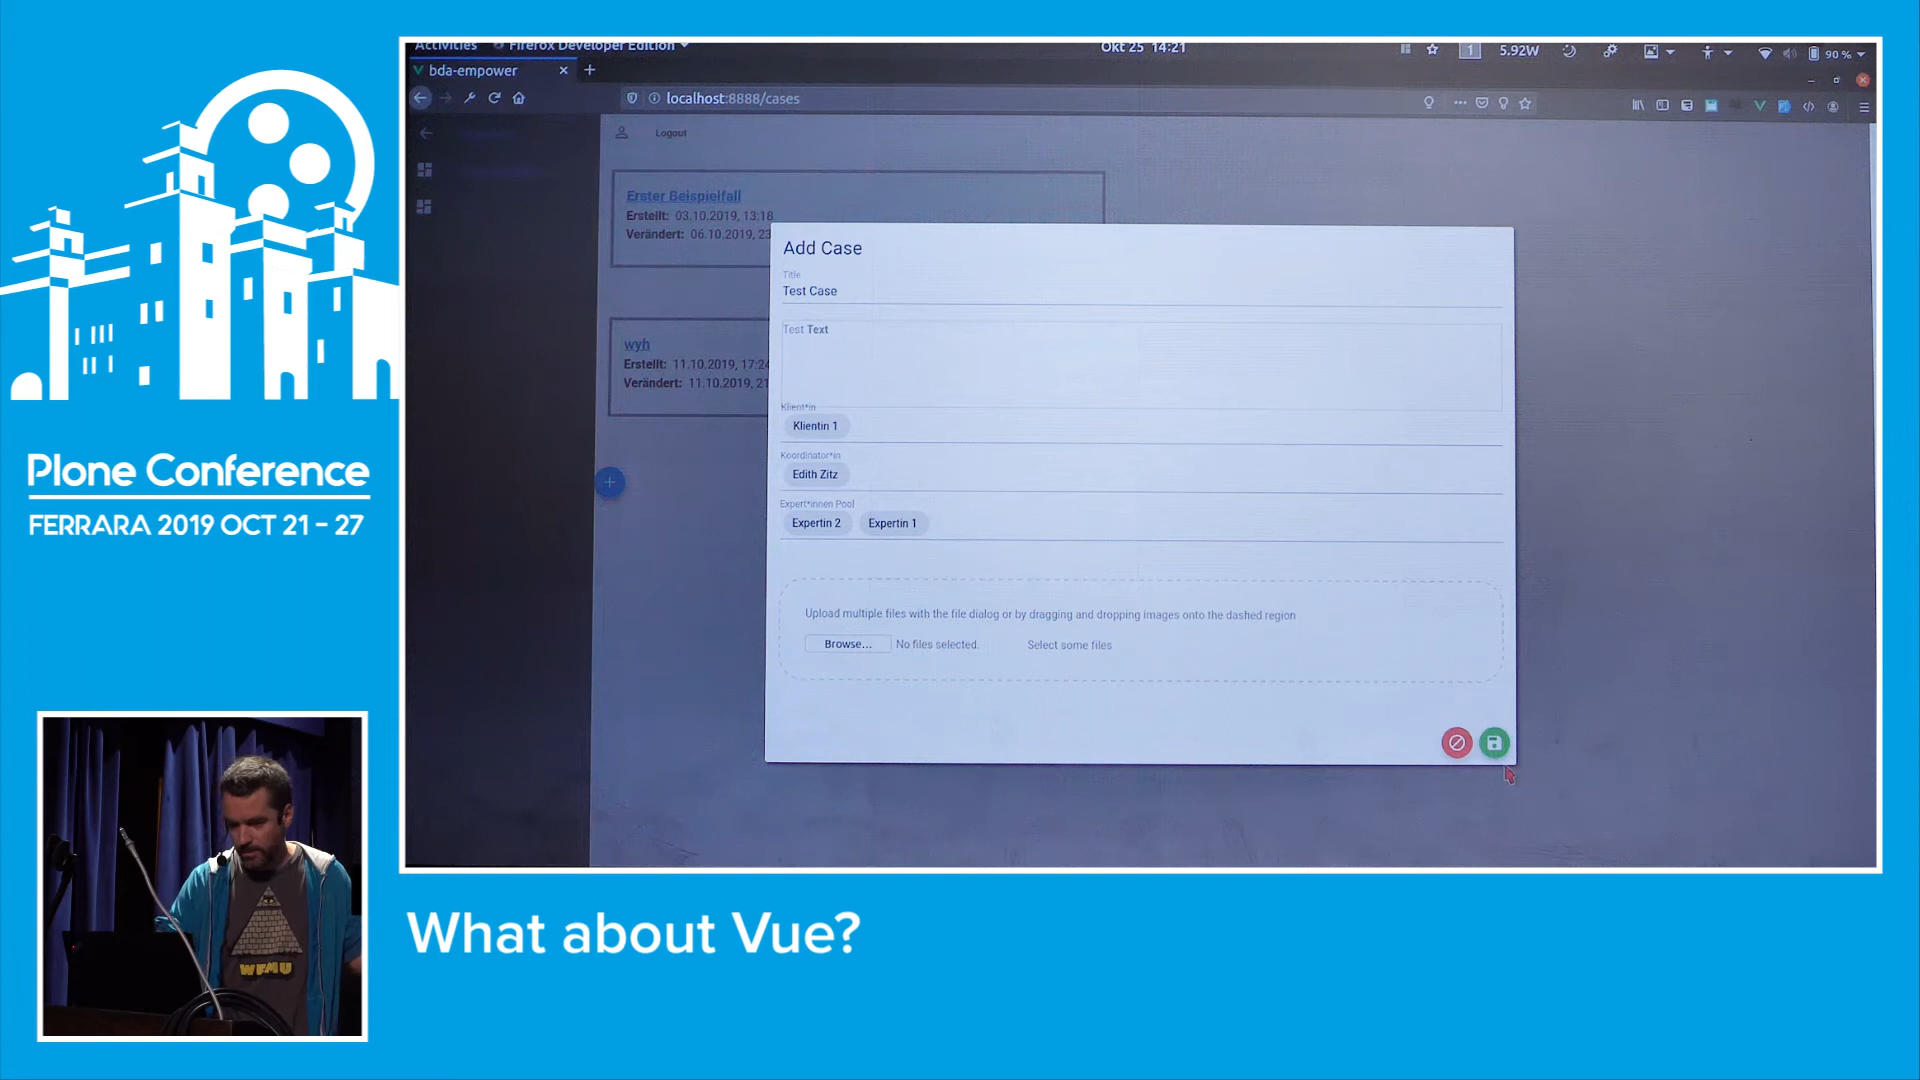 Activities Firefox Developer Edition Okt 25 14:21 1 5.92W 90 %
bda-empower
localhost:8888/cases
Logout
Erster Beispielfall
Erstellt: 03.10.2019, 13:18
Verändert: 06.10.2019, 23
wyh
Erstellt: 11.10.2019, 17:24
Verändert: 11.10.2019, 21
Add Case
Title
Test Case
Test Text
Klient*in
Klientin 1
Koordinator*in
Edith Zitz
Expert*innen Pool
Expertin 2 Expertin 1
Upload multiple files with the file dialog or by dragging and dropping images onto the dashed region
Browse... No files selected. Select some files
Plone Conference
FERRARA 2019 OCT 21 - 27
WFMU
What about Vue?